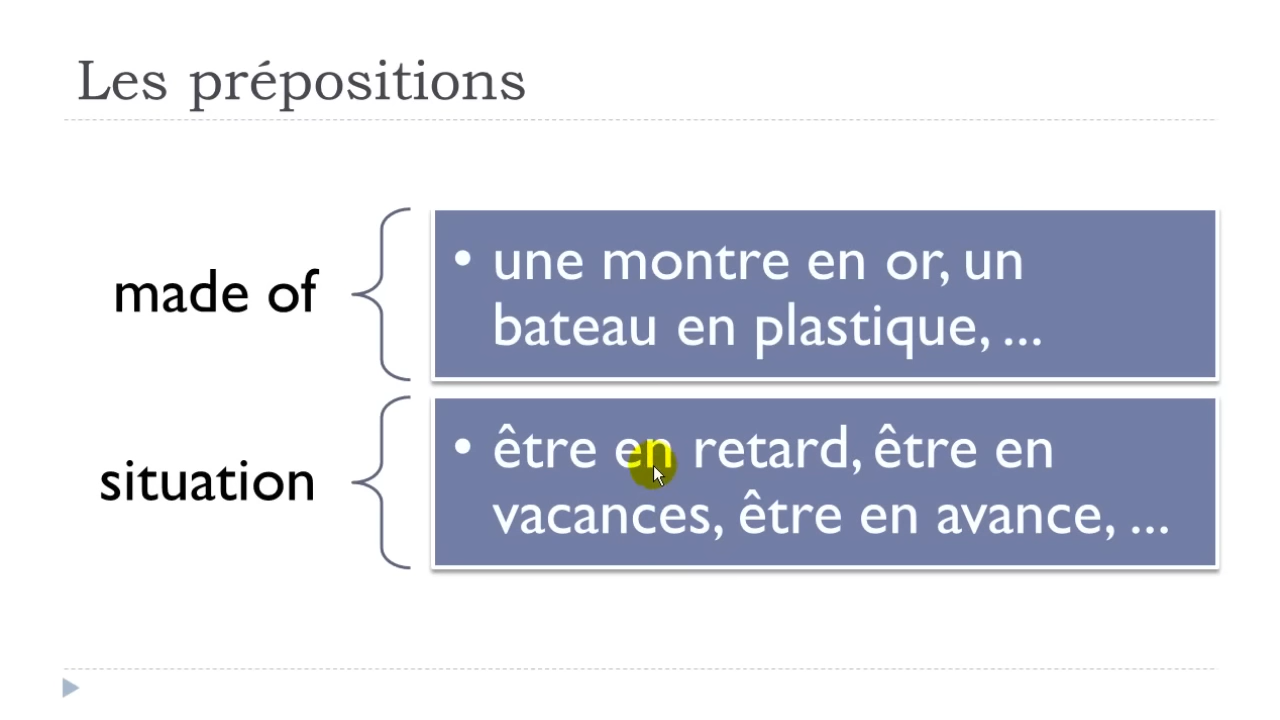 Les prépositions
made of
• une montre en or, un
bateau en plastique, ...
situation
• être en retard, être en
vacances, être en avance, ...